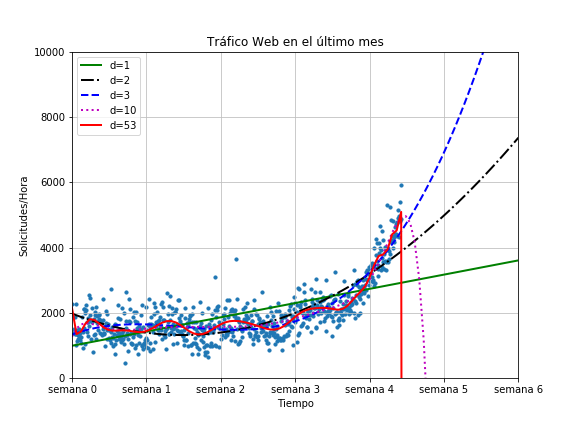 Tráfico Web en el último mes
10000
8000
6000
4000
2000
0
Solicitudes/Hora
d=1
d=2
d=3
d=10
d=53
semana 0 semana 1 semana 2 semana 3 semana 4 semana 5 semana 6
Tiempo